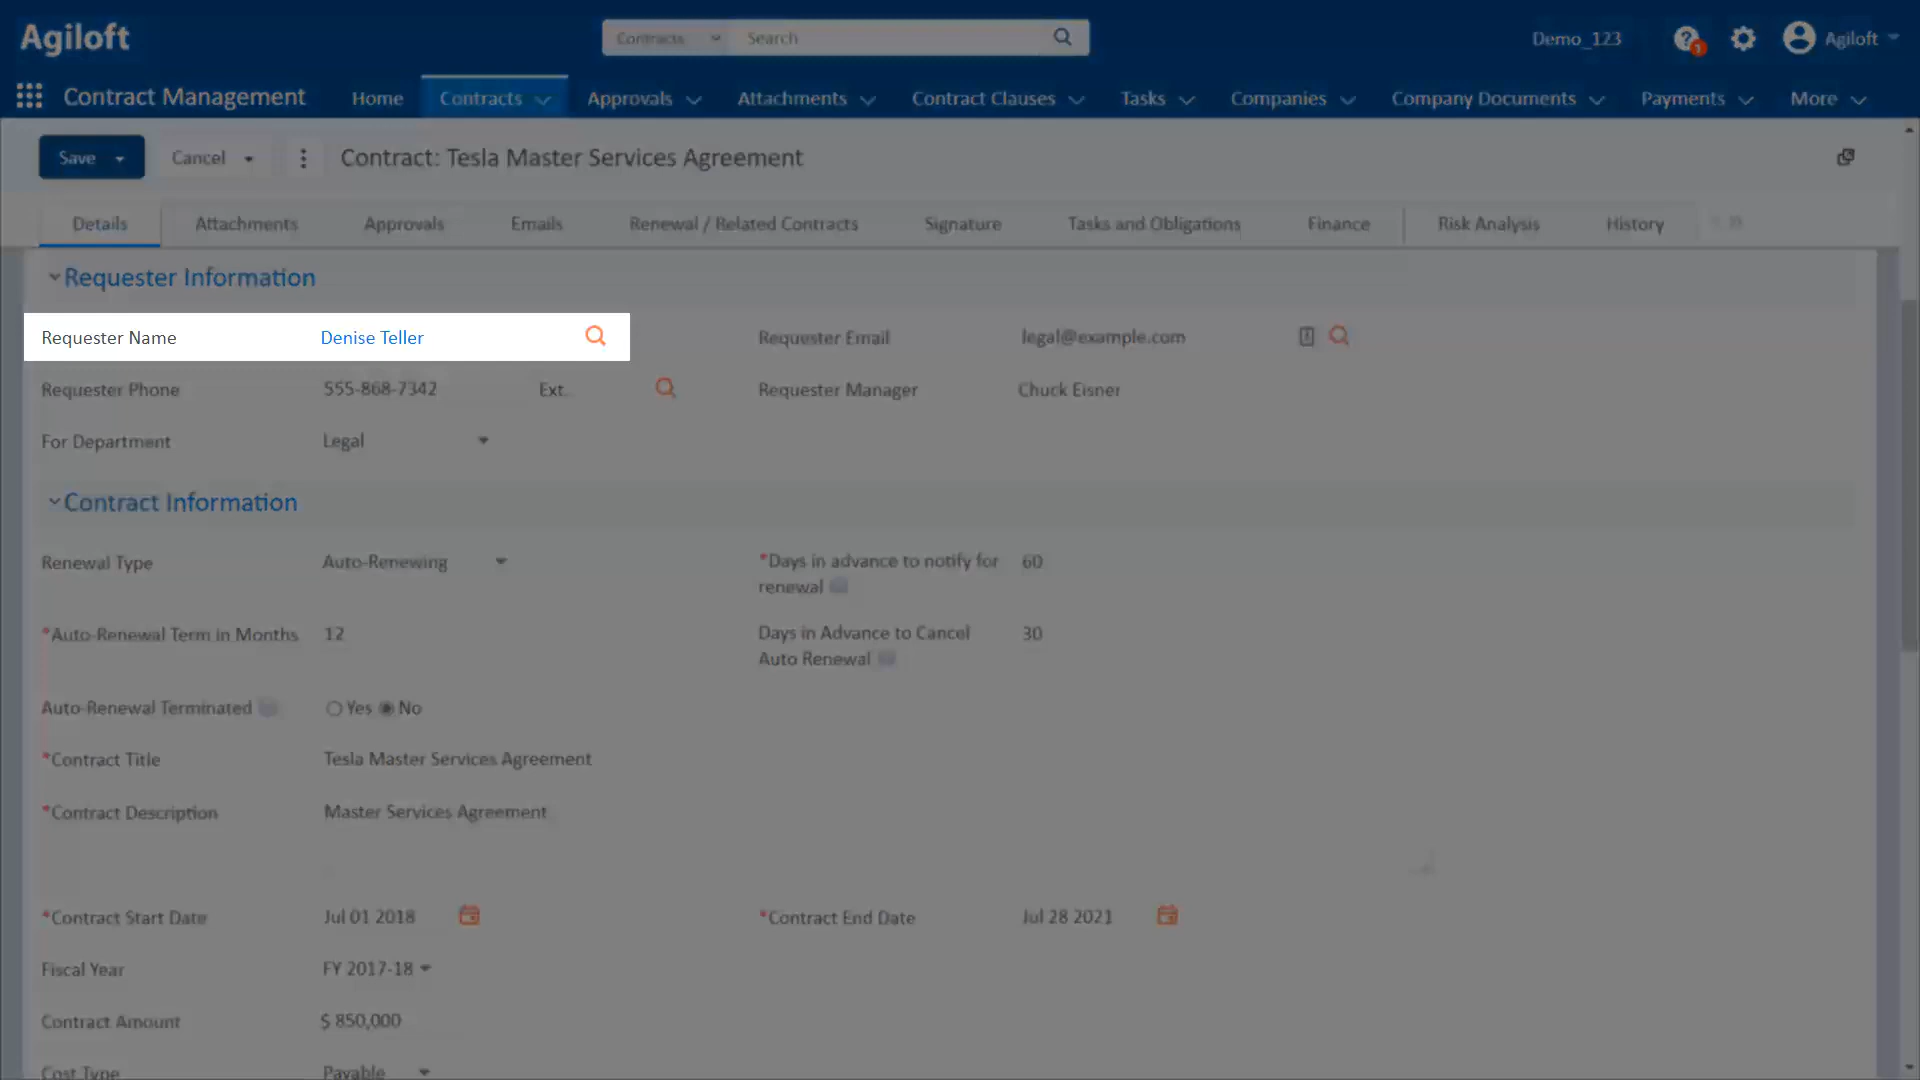 Agiloft
Contracts Search
Demo_123
1
Agiloft
Contract Management Home Contracts Approvals Attachments Contract Clauses Tasks Companies Company Documents Payments More
Save Cancel Contract: Tesla Master Services Agreement
Details Attachments Approvals Emails Renewal / Related Contracts Signature Tasks and Obligations Finance Risk Analysis History
Requester Information
Requester Name Denise Teller Requester Email legal@example.com
Requester Phone 555-868-7342 Ext. Requester Manager Chuck Eisner
For Department Legal
Contract Information
Renewal Type Auto-Renewing *Days in advance to notify for 60
renewal
*Auto-Renewal Term in Months 12 Days in Advance to Cancel 30
Auto Renewal
Auto-Renewal Terminated Yes No
*Contract Title Tesla Master Services Agreement
*Contract Description Master Services Agreement
*Contract Start Date Jul 01 2018 *Contract End Date Jul 28 2021
Fiscal Year FY 2017-18
Contract Amount $ 850,000
Cost Type Payable